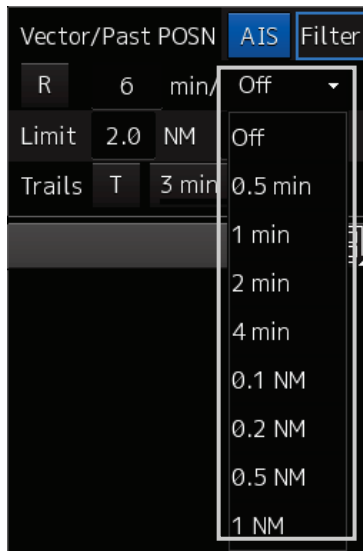 Vector/Past POSN AIS Filter
R 6 min/ Off
Limit 2.0 NM Off
Trails T 3 min 0.5 min
1 min
2 min
4 min
0.1 NM
0.2 NM
0.5 NM
1 NM